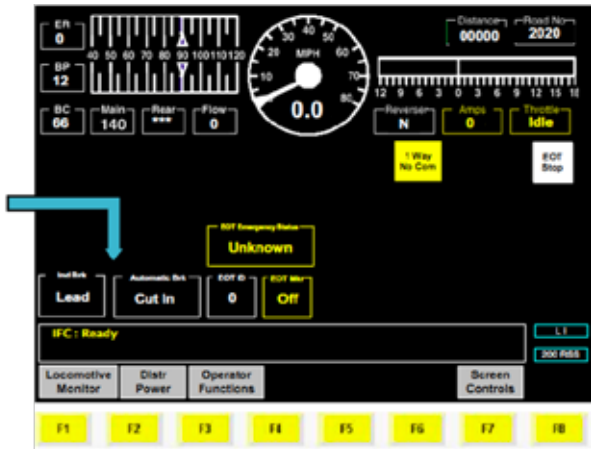 ER
0
40 50 60 70 80 90 100 110 120
BP
12
BC
66
Main
140
Rear
***
Flow
0
10 20 30 40 50 60 70 80
MPH
0.0
Distance
00000
Road No
2020
12 9 6 3 0 3 6 9 12 15 18
Reverser
N
Amps
0
Throttle
Idle
1 Way
No Com
EOT
Stop
EOT Emergency Status
Unknown
Ind Brk
Lead
Automatic Brk
Cut In
EOT ID
0
EOT Mkr
Off
IFC : Ready
Locomotive
Monitor
Distr
Power
Operator
Functions
Screen
Controls
F1 F2 F3 F4 F5 F6 F7 F8